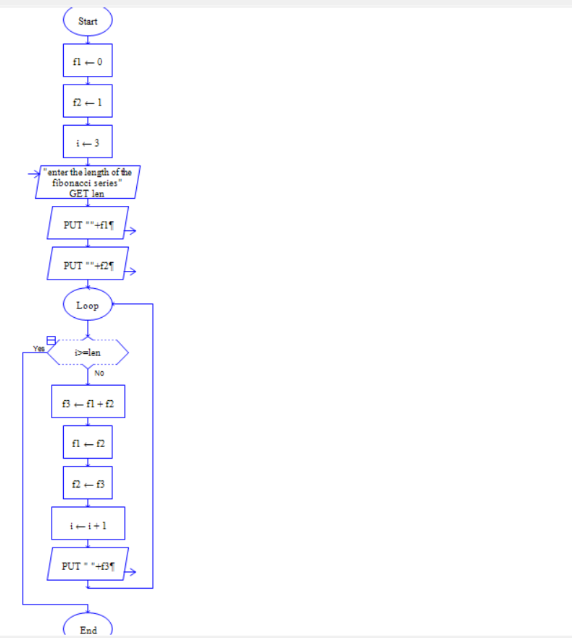 Start
f1 ← 0
f2 ← 1
i ← 3
"enter the length of the
fibonacci series"
GET len
PUT ""+f1¶
PUT ""+f2¶
Loop
i>=len
Yes
No
f3 ← f1 + f2
f1 ← f2
f2 ← f3
i ← i + 1
PUT " "+f3¶
End